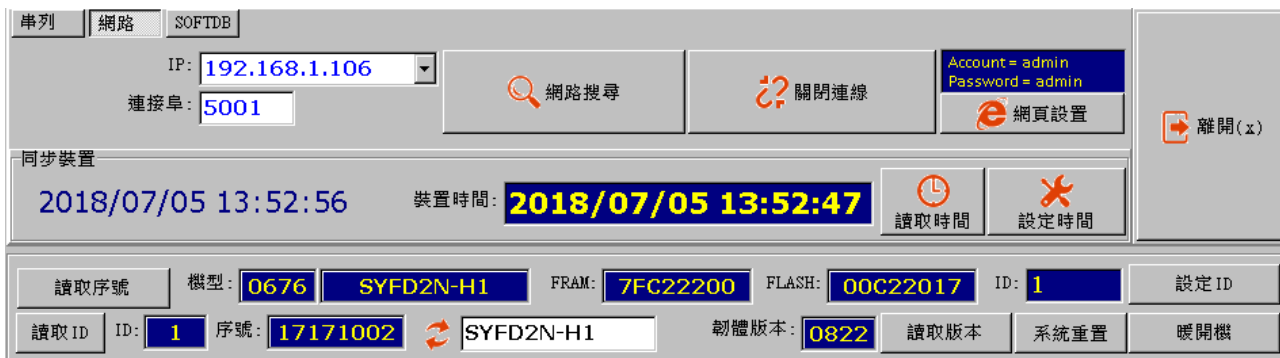 串列 網路 SOFTDB
IP: 192.168.1.106
連接阜: 5001
網路搜尋
關閉連線
Account = admin
Password = admin
網頁設置
離開(x)
同步裝置
2018/07/05 13:52:56 裝置時間: 2018/07/05 13:52:47 讀取時間 設定時間
讀取序號 機型: 0676 SYFD2N-H1 FRAM: 7FC22200 FLASH: 00C22017 ID: 1 設定ID
讀取ID ID: 1 序號: 17171002 SYFD2N-H1 韌體版本: 0822 讀取版本 系統重置 暖開機